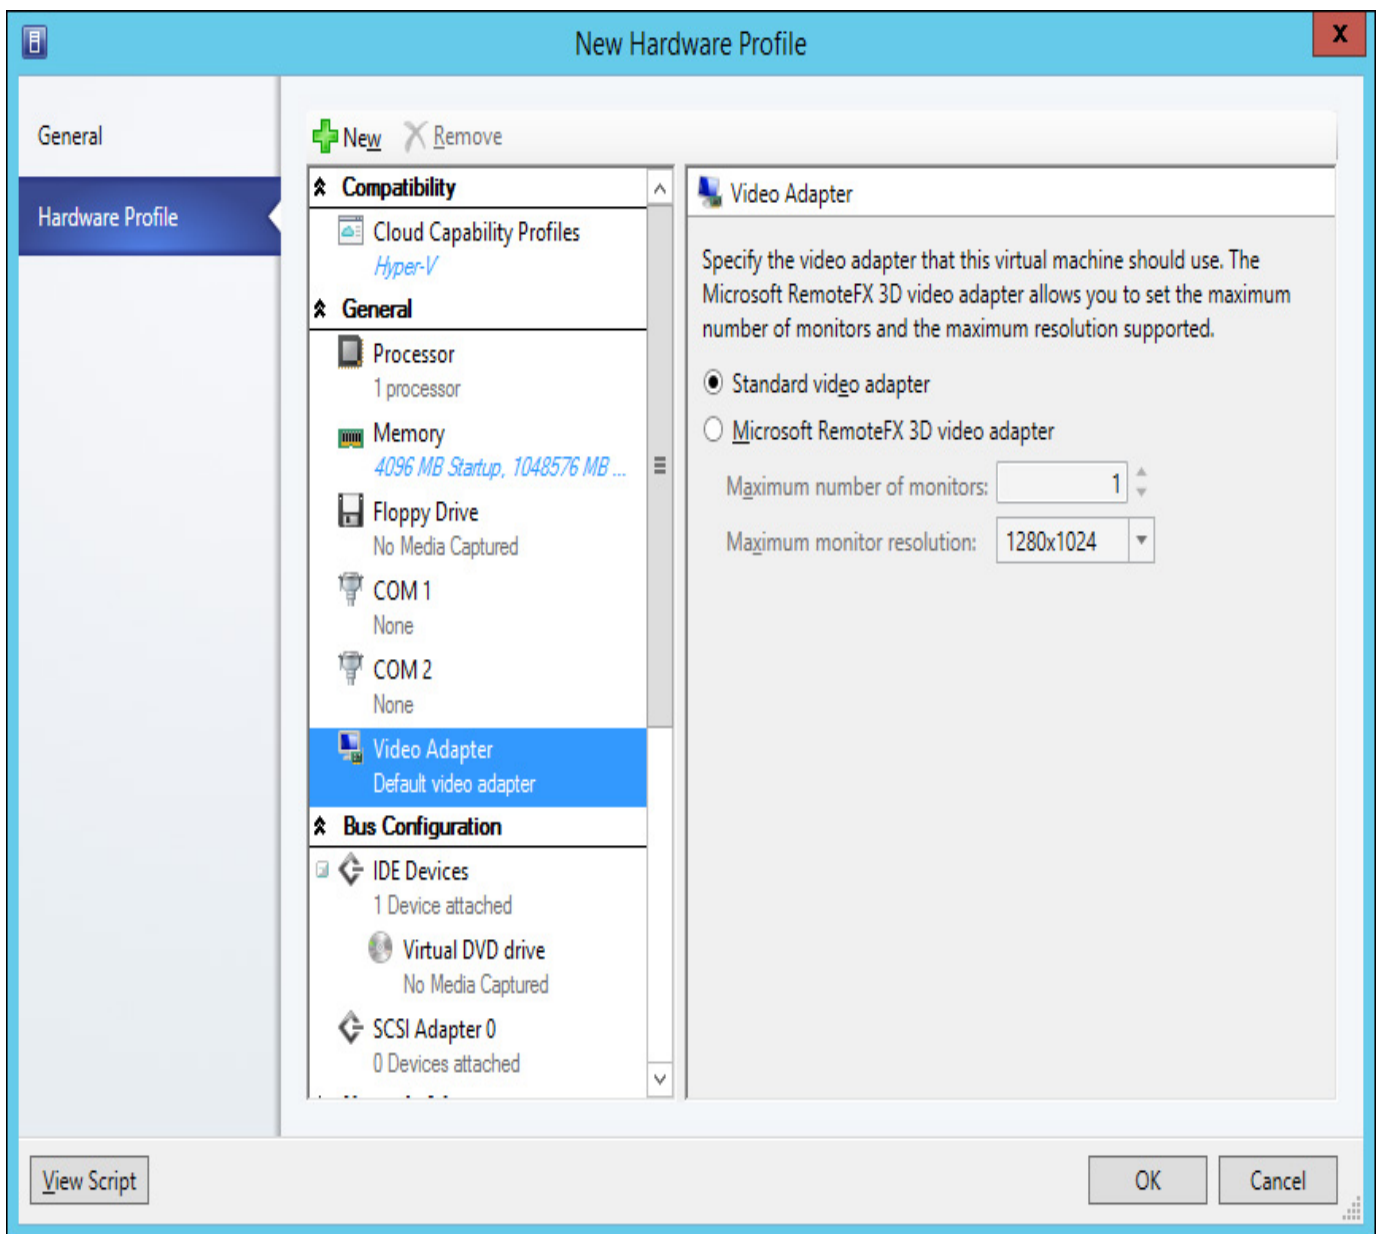 New Hardware Profile
X
General
Hardware Profile
New Remove
Compatibility
Cloud Capability Profiles
Hyper-V
General
Processor
1 processor
Memory
4096 MB Startup, 1048576 MB ...
Floppy Drive
No Media Captured
COM 1
None
COM 2
None
Video Adapter
Default video adapter
Bus Configuration
IDE Devices
1 Device attached
Virtual DVD drive
No Media Captured
SCSI Adapter 0
0 Devices attached
Video Adapter
Specify the video adapter that this virtual machine should use. The
Microsoft RemoteFX 3D video adapter allows you to set the maximum
number of monitors and the maximum resolution supported.
Standard video adapter
Microsoft RemoteFX 3D video adapter
Maximum number of monitors: 1
Maximum monitor resolution: 1280x1024
View Script
OK
Cancel